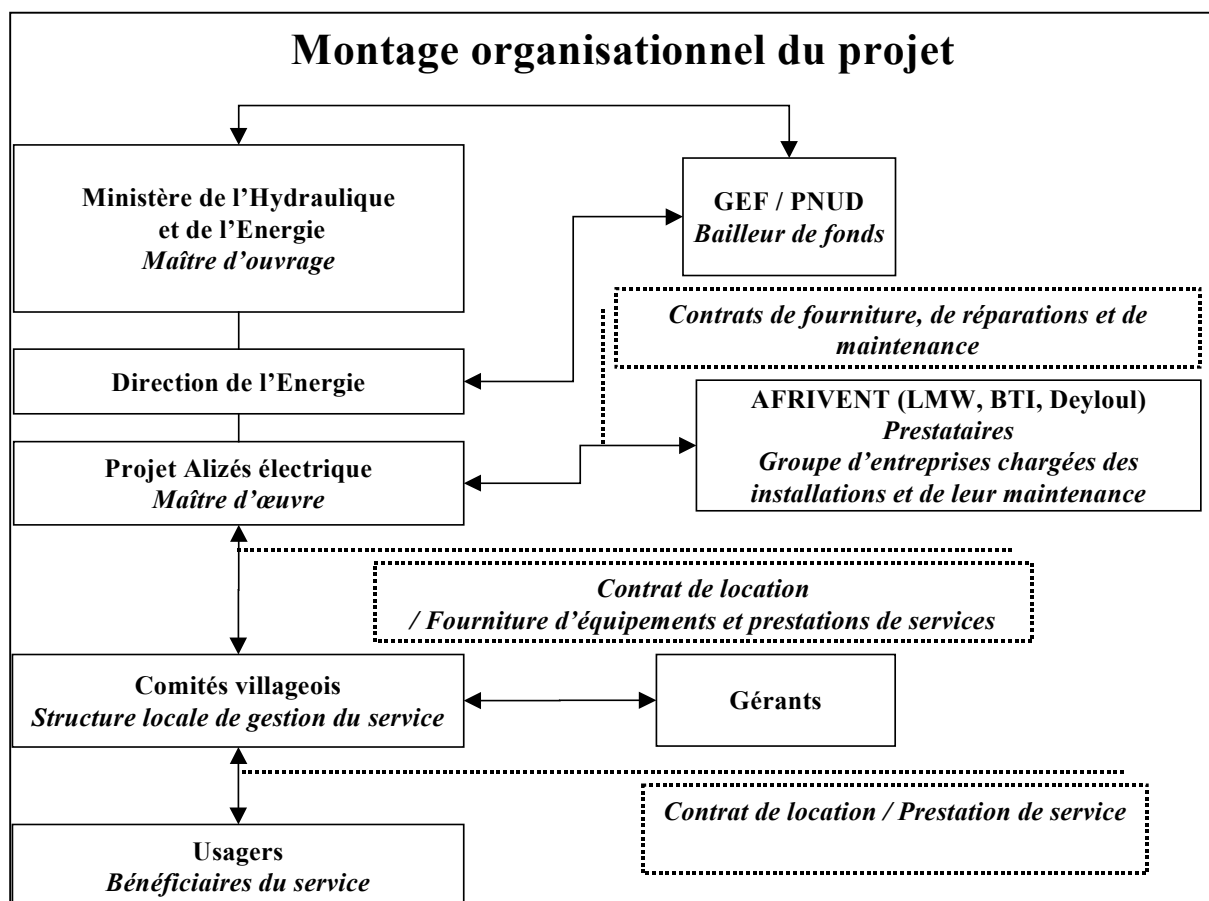 Montage organisationnel du projet
Ministère de l’Hydraulique
et de l’Energie
Maître d’ouvrage
GEF / PNUD
Bailleur de fonds
Contrats de fourniture, de réparations et de
maintenance
Direction de l’Energie
AFRIVENT (LMW, BTI, Deyloul)
Prestataires
Groupe d’entreprises chargées des
installations et de leur maintenance
Projet Alizés électrique
Maître d’œuvre
Contrat de location
/ Fourniture d’équipements et prestations de services
Comités villageois
Structure locale de gestion du service
Gérants
Contrat de location / Prestation de service
Usagers
Bénéficiaires du service